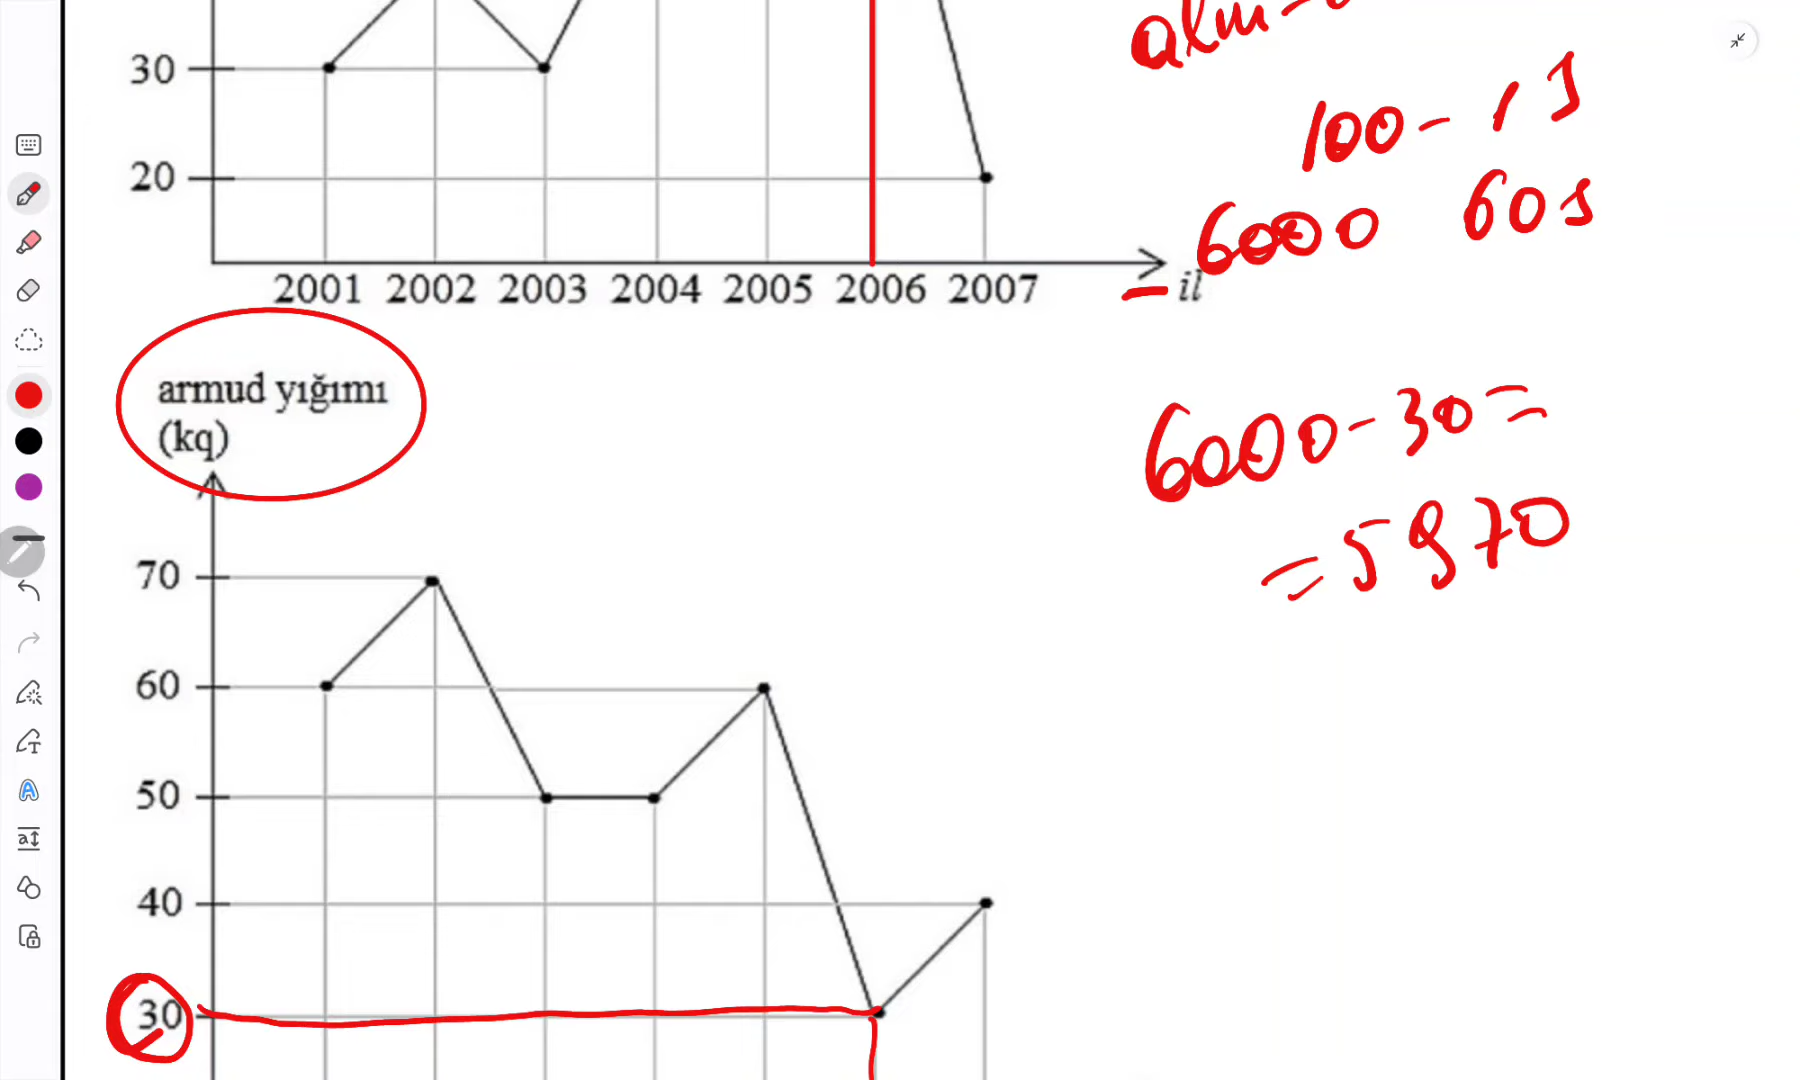 alm
30
100 - 1 s
20
6000 60 s
2001 2002 2003 2004 2005 2006 2007
il
armud yığımı
(kq)
6000 - 30 =
= 5970
70
60
50
40
30